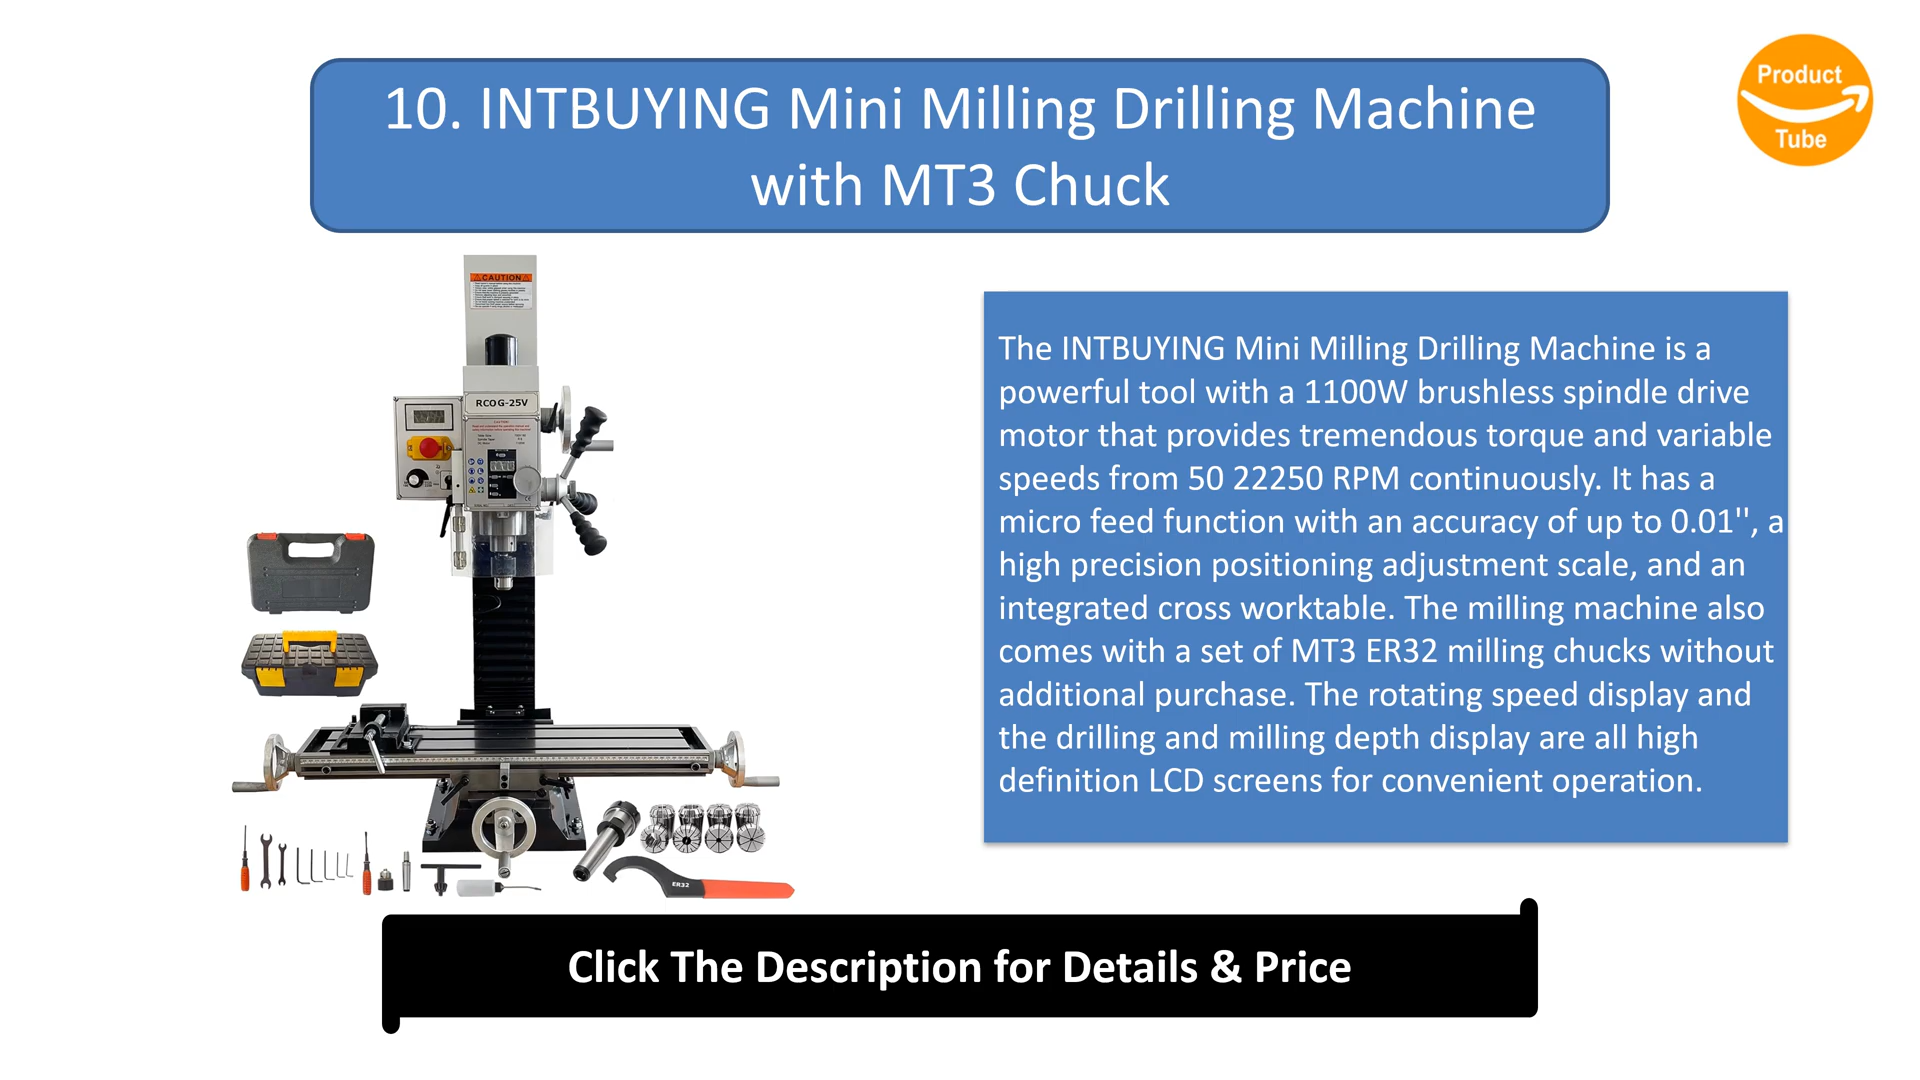 10. INTBUYING Mini Milling Drilling Machine
with MT3 Chuck
Product
Tube
CAUTION
RCOG-25V
The INTBUYING Mini Milling Drilling Machine is a
powerful tool with a 1100W brushless spindle drive
motor that provides tremendous torque and variable
speeds from 50 22250 RPM continuously. It has a
micro feed function with an accuracy of up to 0.01'', a
high precision positioning adjustment scale, and an
integrated cross worktable. The milling machine also
comes with a set of MT3 ER32 milling chucks without
additional purchase. The rotating speed display and
the drilling and milling depth display are all high
definition LCD screens for convenient operation.
ER32
Click The Description for Details & Price